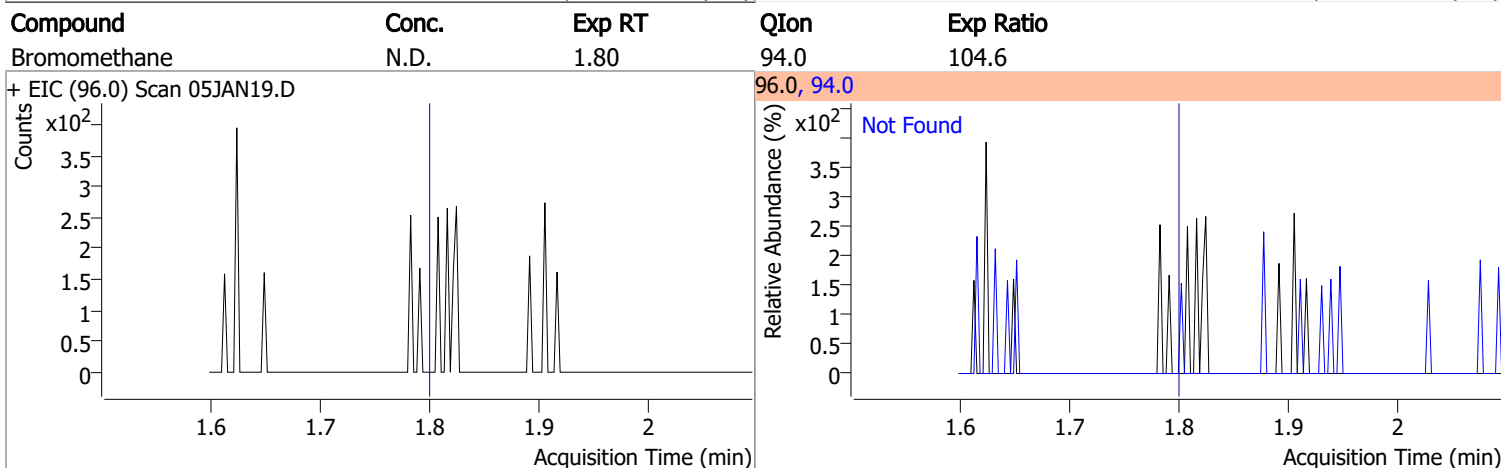 Compound Conc. Exp RT QIon Exp Ratio
Bromomethane N.D. 1.80 94.0 104.6
+ EIC (96.0) Scan 05JAN19.D
Counts
x10²
3.5
3
2.5
2
1.5
1
0.5
0
1.6 1.7 1.8 1.9 2
Acquisition Time (min)
96.0, 94.0
Relative Abundance (%)
x10²
Not Found
3.5
3
2.5
2
1.5
1
0.5
0
1.6 1.7 1.8 1.9 2
Acquisition Time (min)